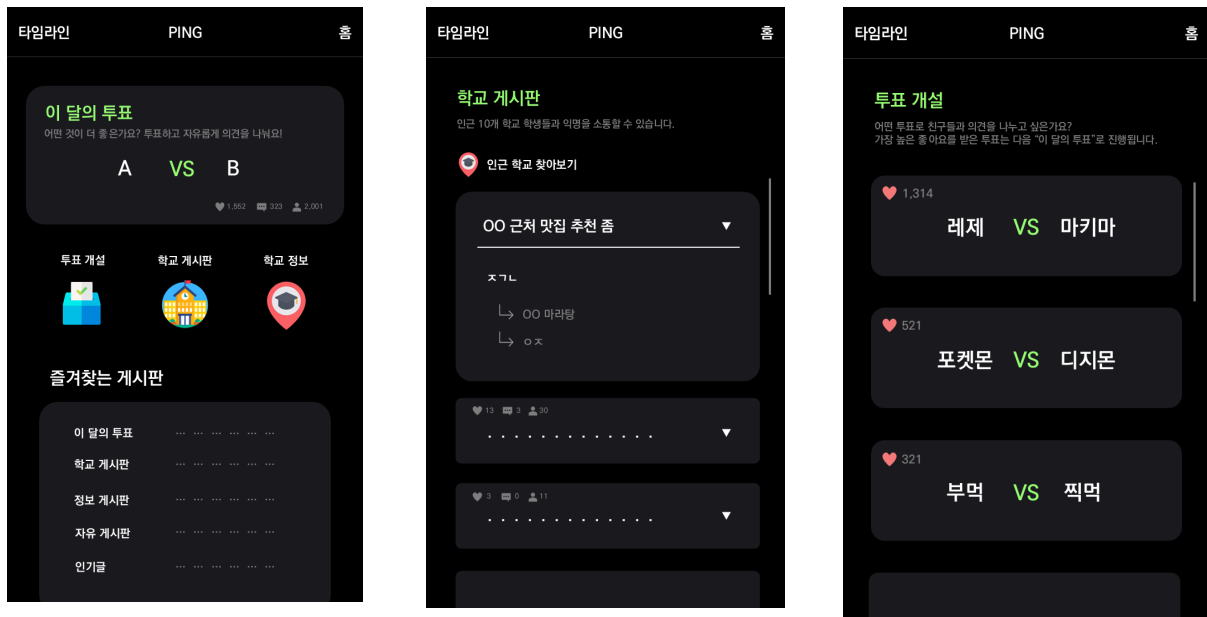 타임라인 PING 홈
이 달의 투표
어떤 것이 더 좋은가요? 투표하고 자유롭게 의견을 나눠요!
A VS B
1,552 323 2,001
투표 개설 학교 게시판 학교 정보
즐겨찾는 게시판
이 달의 투표 ... ... ... ... ... ...
학교 게시판 ... ... ... ... ... ...
정보 게시판 ... ... ... ... ... ...
자유 게시판 ... ... ... ... ... ...
인기글 ... ... ... ... ... ...
타임라인 PING 홈
학교 게시판
인근 10개 학교 학생들과 익명을 소통할 수 있습니다.
인근 학교 찾아보기
OO 근처 맛집 추천 좀
ㅈㄱㄴ
OO 마라탕
ㅇㅈ
13 3 30
. . . . . . . . . . . . .
3 0 11
. . . . . . . . . . . . .
타임라인 PING 홈
투표 개설
어떤 투표로 친구들과 의견을 나누고 싶은가요?
가장 높은 좋아요를 받은 투표는 다음 “이 달의 투표”로 진행됩니다.
1,314
레제 VS 마키마
521
포켓몬 VS 디지몬
321
부먹 VS 찍먹